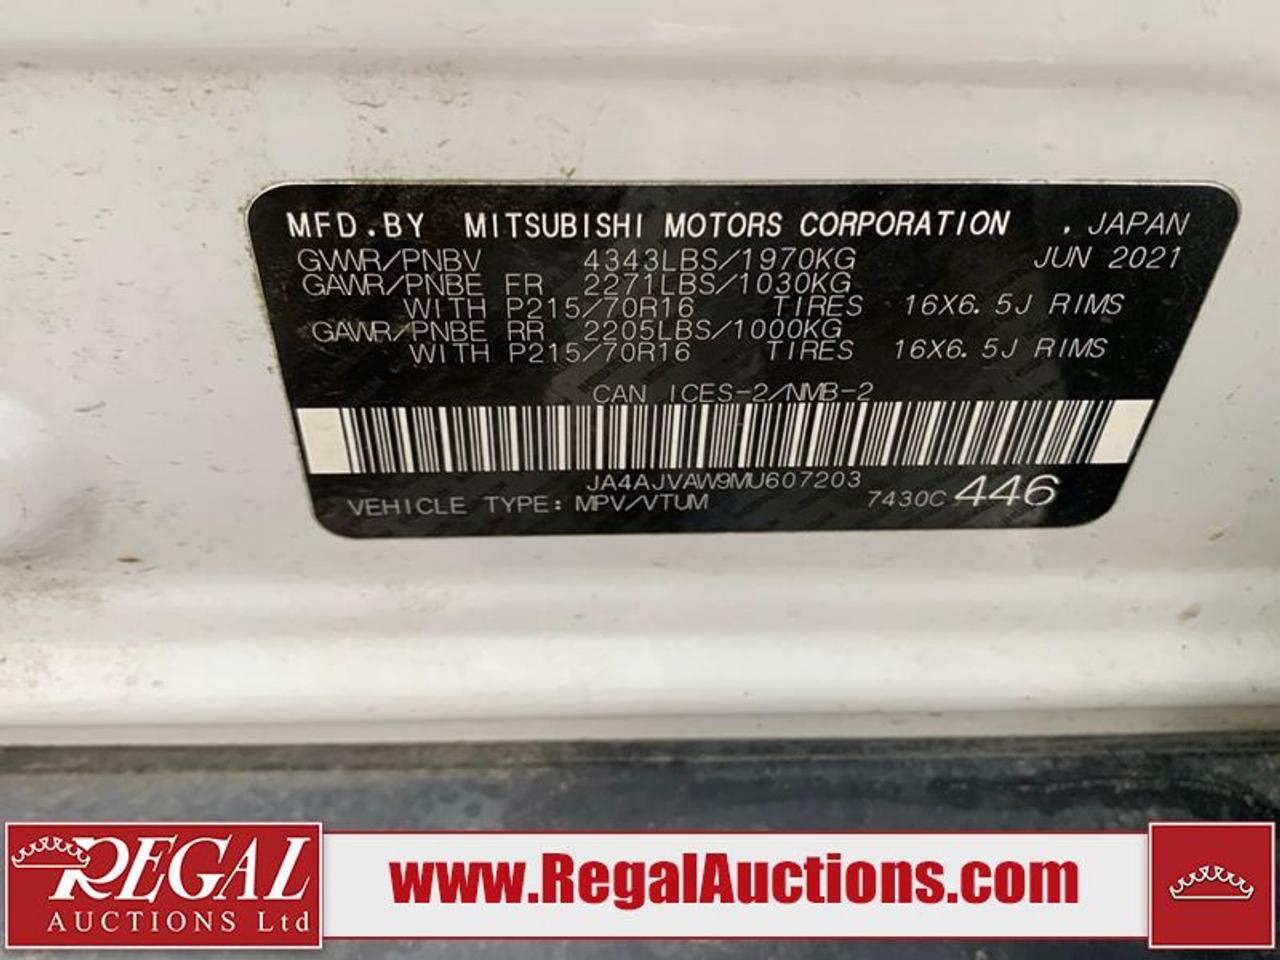 MFD.BY MITSUBISHI MOTORS CORPORATION . JAPAN
GVWR/PNBV 4343LBS/1970KG JUN 2021
GAWR/PNBE FR 2271LBS/1030KG
WITH P215/70R16 TIRES 16X6.5J RIMS
GAWR/PNBE RR 2205LBS/1000KG
WITH P215/70R16 TIRES 16X6.5J RIMS
CAN ICES-2/NMB-2
JA4AJVAW9MU607203
VEHICLE TYPE: MPV/VTUM 7430C 446
REGAL
AUCTIONS Ltd
www.RegalAuctions.com